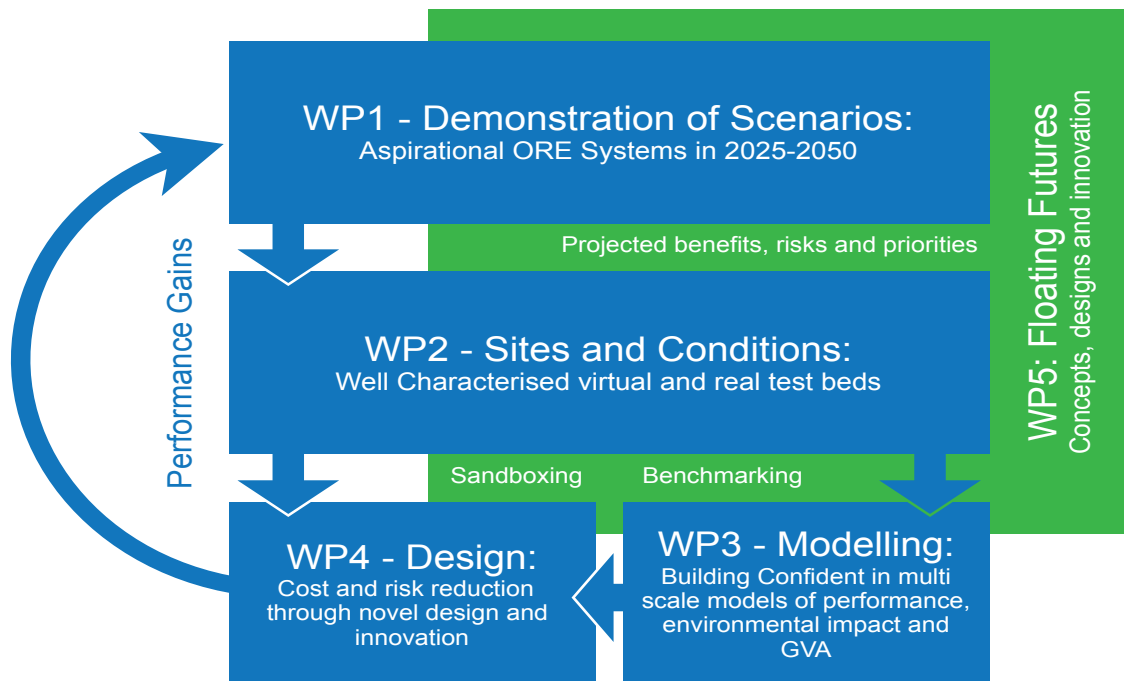 WP1 - Demonstration of Scenarios:
Aspirational ORE Systems in 2025-2050
Projected benefits, risks and priorities
WP2 - Sites and Conditions:
Well Characterised virtual and real test beds
Sandboxing
Benchmarking
WP4 - Design:
Cost and risk reduction
through novel design and
innovation
WP3 - Modelling:
Building Confident in multi
scale models of performance,
environmental impact and
GVA
Performance Gains
WP5: Floating Futures
Concepts, designs and innovation